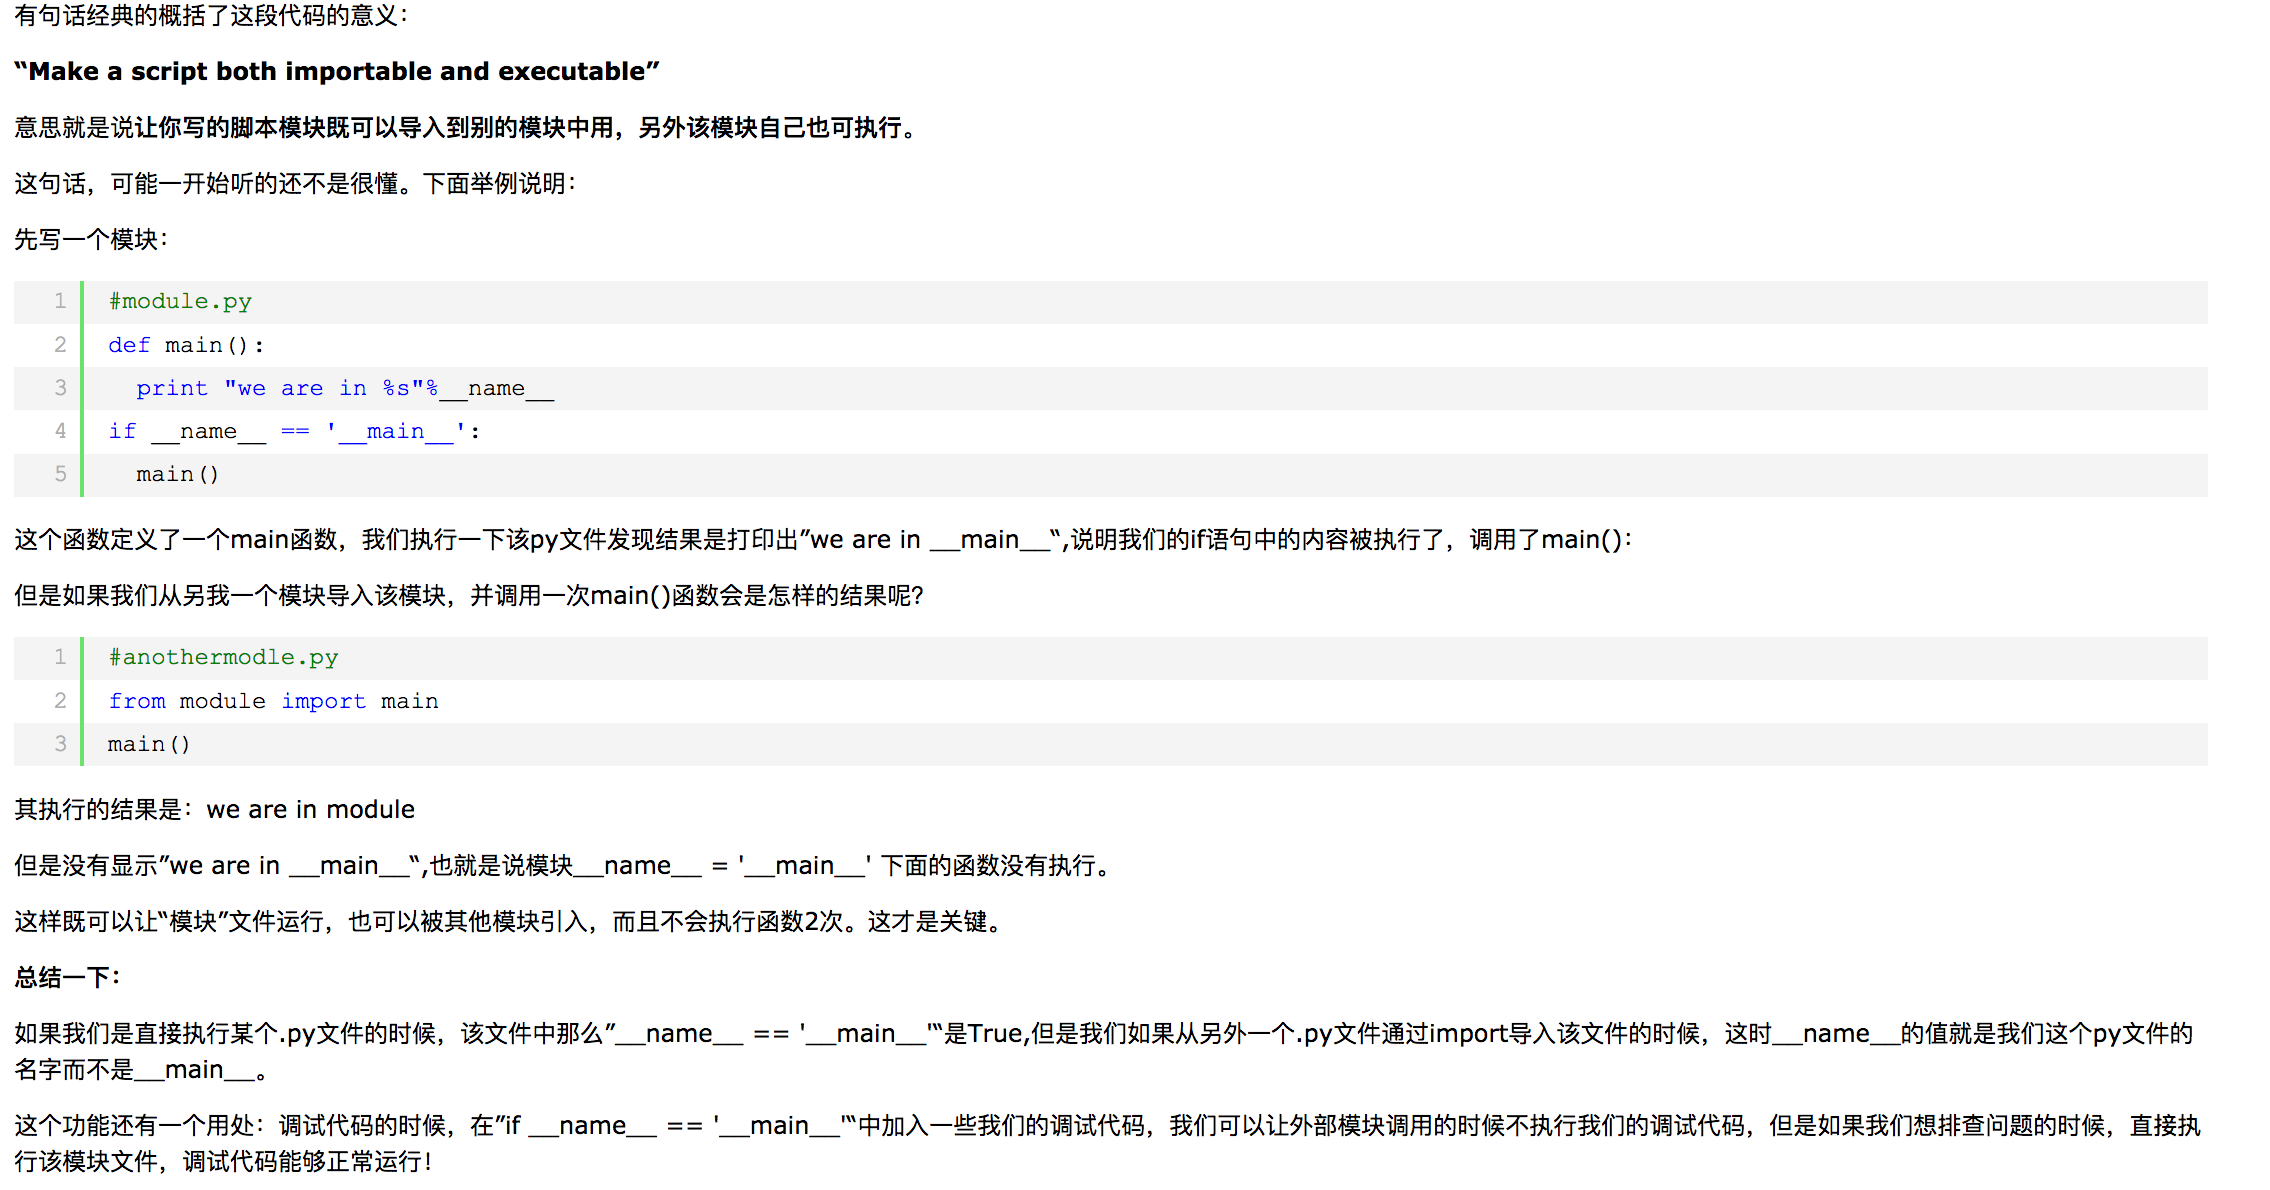 有句话经典的概括了这段代码的意义：
“Make a script both importable and executable”
意思就是说让你写的脚本模块既可以导入到别的模块中用，另外该模块自己也可执行。
这句话，可能一开始听的还不是很懂。下面举例说明：
先写一个模块：
1 #module.py
2 def main():
3   print "we are in %s"%__name__
4 if __name__ == '__main__':
5   main()
这个函数定义了一个main函数，我们执行一下该py文件发现结果是打印出”we are in __main__“,说明我们的if语句中的内容被执行了，调用了main()：
但是如果我们从另我一个模块导入该模块，并调用一次main()函数会是怎样的结果呢？
1 #anothermodle.py
2 from module import main
3 main()
其执行的结果是：we are in module
但是没有显示”we are in __main__“,也就是说模块__name__ = '__main__' 下面的函数没有执行。
这样既可以让“模块”文件运行，也可以被其他模块引入，而且不会执行函数2次。这才是关键。
总结一下：
如果我们是直接执行某个.py文件的时候，该文件中那么”__name__ == '__main__'“是True,但是我们如果从另外一个.py文件通过import导入该文件的时候，这时__name__的值就是我们这个py文件的
名字而不是__main__。
这个功能还有一个用处：调试代码的时候，在”if __name__ == '__main__'“中加入一些我们的调试代码，我们可以让外部模块调用的时候不执行我们的调试代码，但是如果我们想排查问题的时候，直接执
行该模块文件，调试代码能够正常运行！